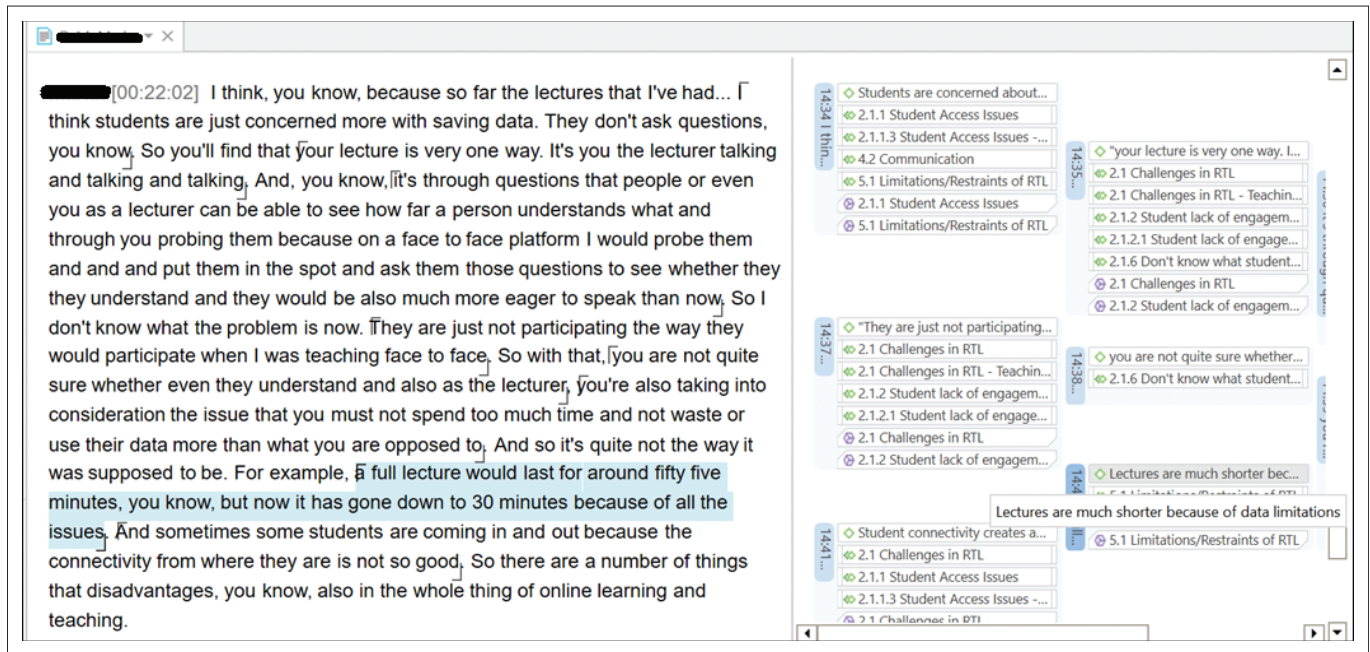 [00:22:02] I think, you know, because so far the lectures that I've had... I
think students are just concerned more with saving data. They don't ask questions,
you know. So you'll find that your lecture is very one way. It's you the lecturer talking
and talking and talking. And, you know, it's through questions that people or even
you as a lecturer can be able to see how far a person understands what and
through you probing them because on a face to face platform I would probe them
and and and put them in the spot and ask them those questions to see whether they
they understand and they would be also much more eager to speak than now. So I
don't know what the problem is now. They are just not participating the way they
would participate when I was teaching face to face. So with that, you are not quite
sure whether even they understand and also as the lecturer, you're also taking into
consideration the issue that you must not spend too much time and not waste or
use their data more than what you are opposed to. And so it's quite not the way it
was supposed to be. For example, a full lecture would last for around fifty five
minutes, you know, but now it has gone down to 30 minutes because of all the
issues. And sometimes some students are coming in and out because the
connectivity from where they are is not so good. So there are a number of things
that disadvantages, you know, also in the whole thing of online learning and
teaching.
14:34 I thin...
Students are concerned about...
2.1.1 Student Access Issues
2.1.1.3 Student Access Issues -...
4.2 Communication
5.1 Limitations/Restraints of RTL
2.1.1 Student Access Issues
5.1 Limitations/Restraints of RTL
14:35...
"your lecture is very one way. I...
2.1 Challenges in RTL
2.1 Challenges in RTL - Teachin...
2.1.2 Student lack of engagem...
2.1.2.1 Student lack of engage...
2.1.6 Don't know what student...
2.1 Challenges in RTL
2.1.2 Student lack of engagem...
14:37...
"They are just not participating...
2.1 Challenges in RTL
2.1 Challenges in RTL - Teachin...
2.1.2 Student lack of engagem...
2.1.2.1 Student lack of engage...
2.1 Challenges in RTL
2.1.2 Student lack of engagem...
14:38...
you are not quite sure whether...
2.1.6 Don't know what student...
Lectures are much shorter bec...
Lectures are much shorter because of data limitations
5.1 Limitations/Restraints of RTL
14:41...
Student connectivity creates a...
2.1 Challenges in RTL
2.1.1 Student Access Issues
2.1.1.3 Student Access Issues -...
2.1 Challenges in RTL